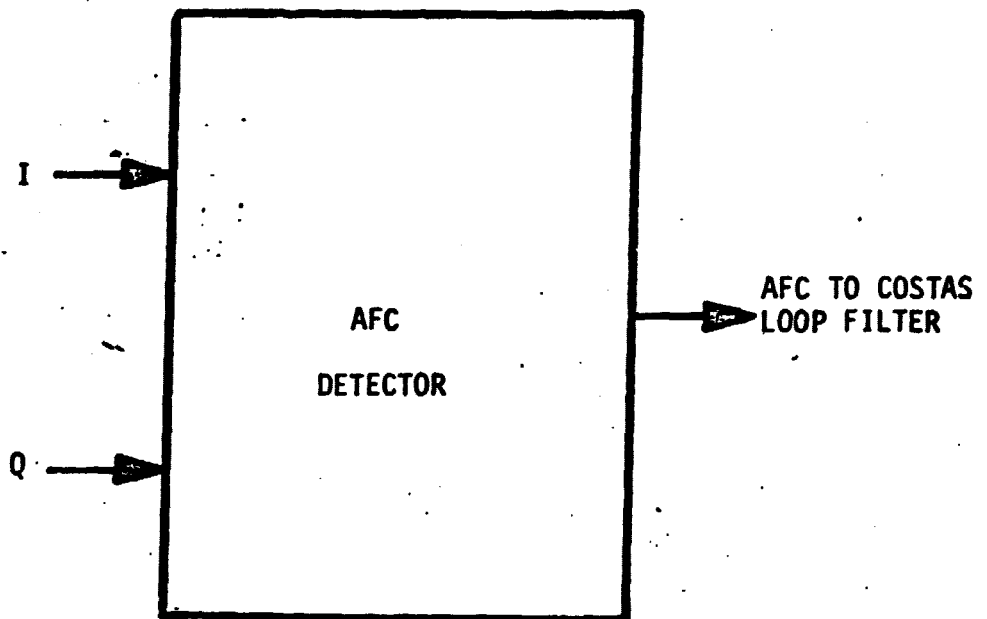 I
AFC
DETECTOR
Q
AFC TO COSTAS
LOOP FILTER